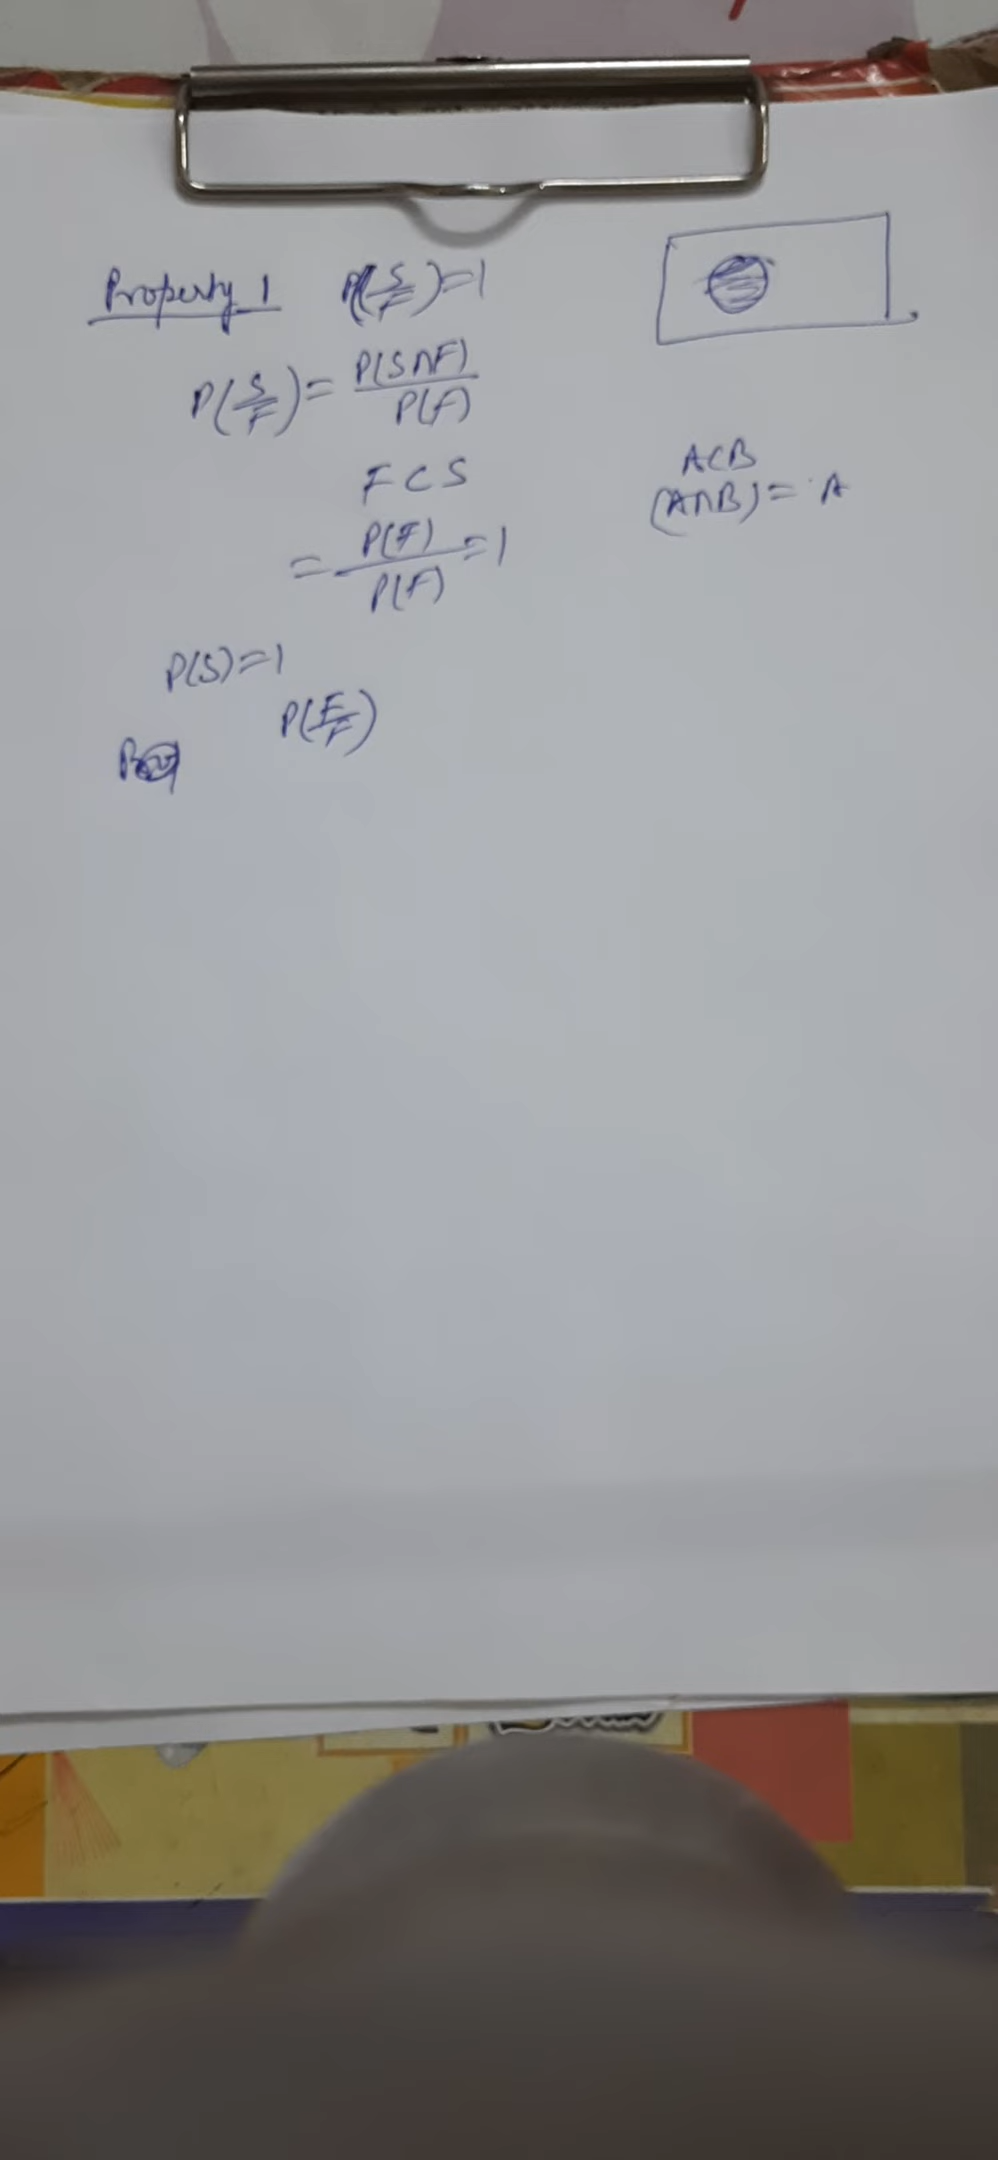 Property 1 P(S/F)=1
P(S/F)= P(S∩F)/P(F)
F⊂S
= P(F)/P(F) =1
A⊂B
(A∩B)= A
P(S)=1
P(F/F)